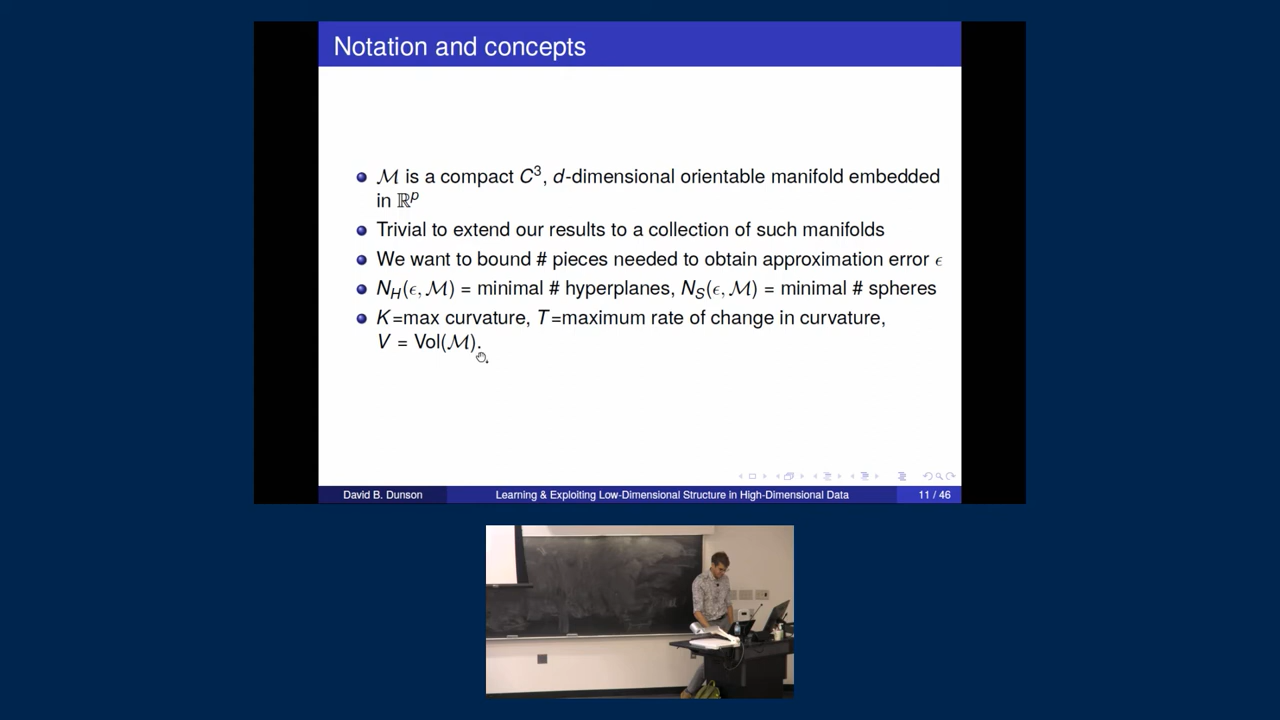 Notation and concepts
ℳ is a compact C³, d-dimensional orientable manifold embedded
in ℝᵖ
Trivial to extend our results to a collection of such manifolds
We want to bound # pieces needed to obtain approximation error ϵ
N_H(ϵ, ℳ) = minimal # hyperplanes, N_S(ϵ, ℳ) = minimal # spheres
K=max curvature, T=maximum rate of change in curvature,
V = Vol(ℳ).
David B. Dunson Learning & Exploiting Low-Dimensional Structure in High-Dimensional Data 11 / 46